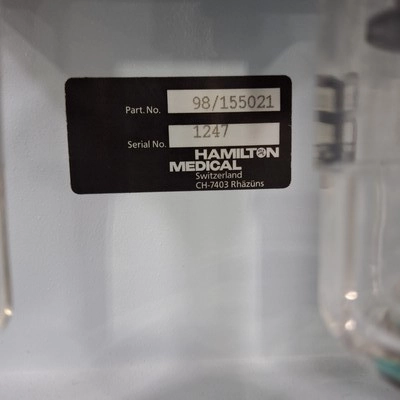 Part. No. 98/155021
Serial No. 1247
HAMILTON
MEDICAL
Switzerland
CH-7403 Rhäzüns